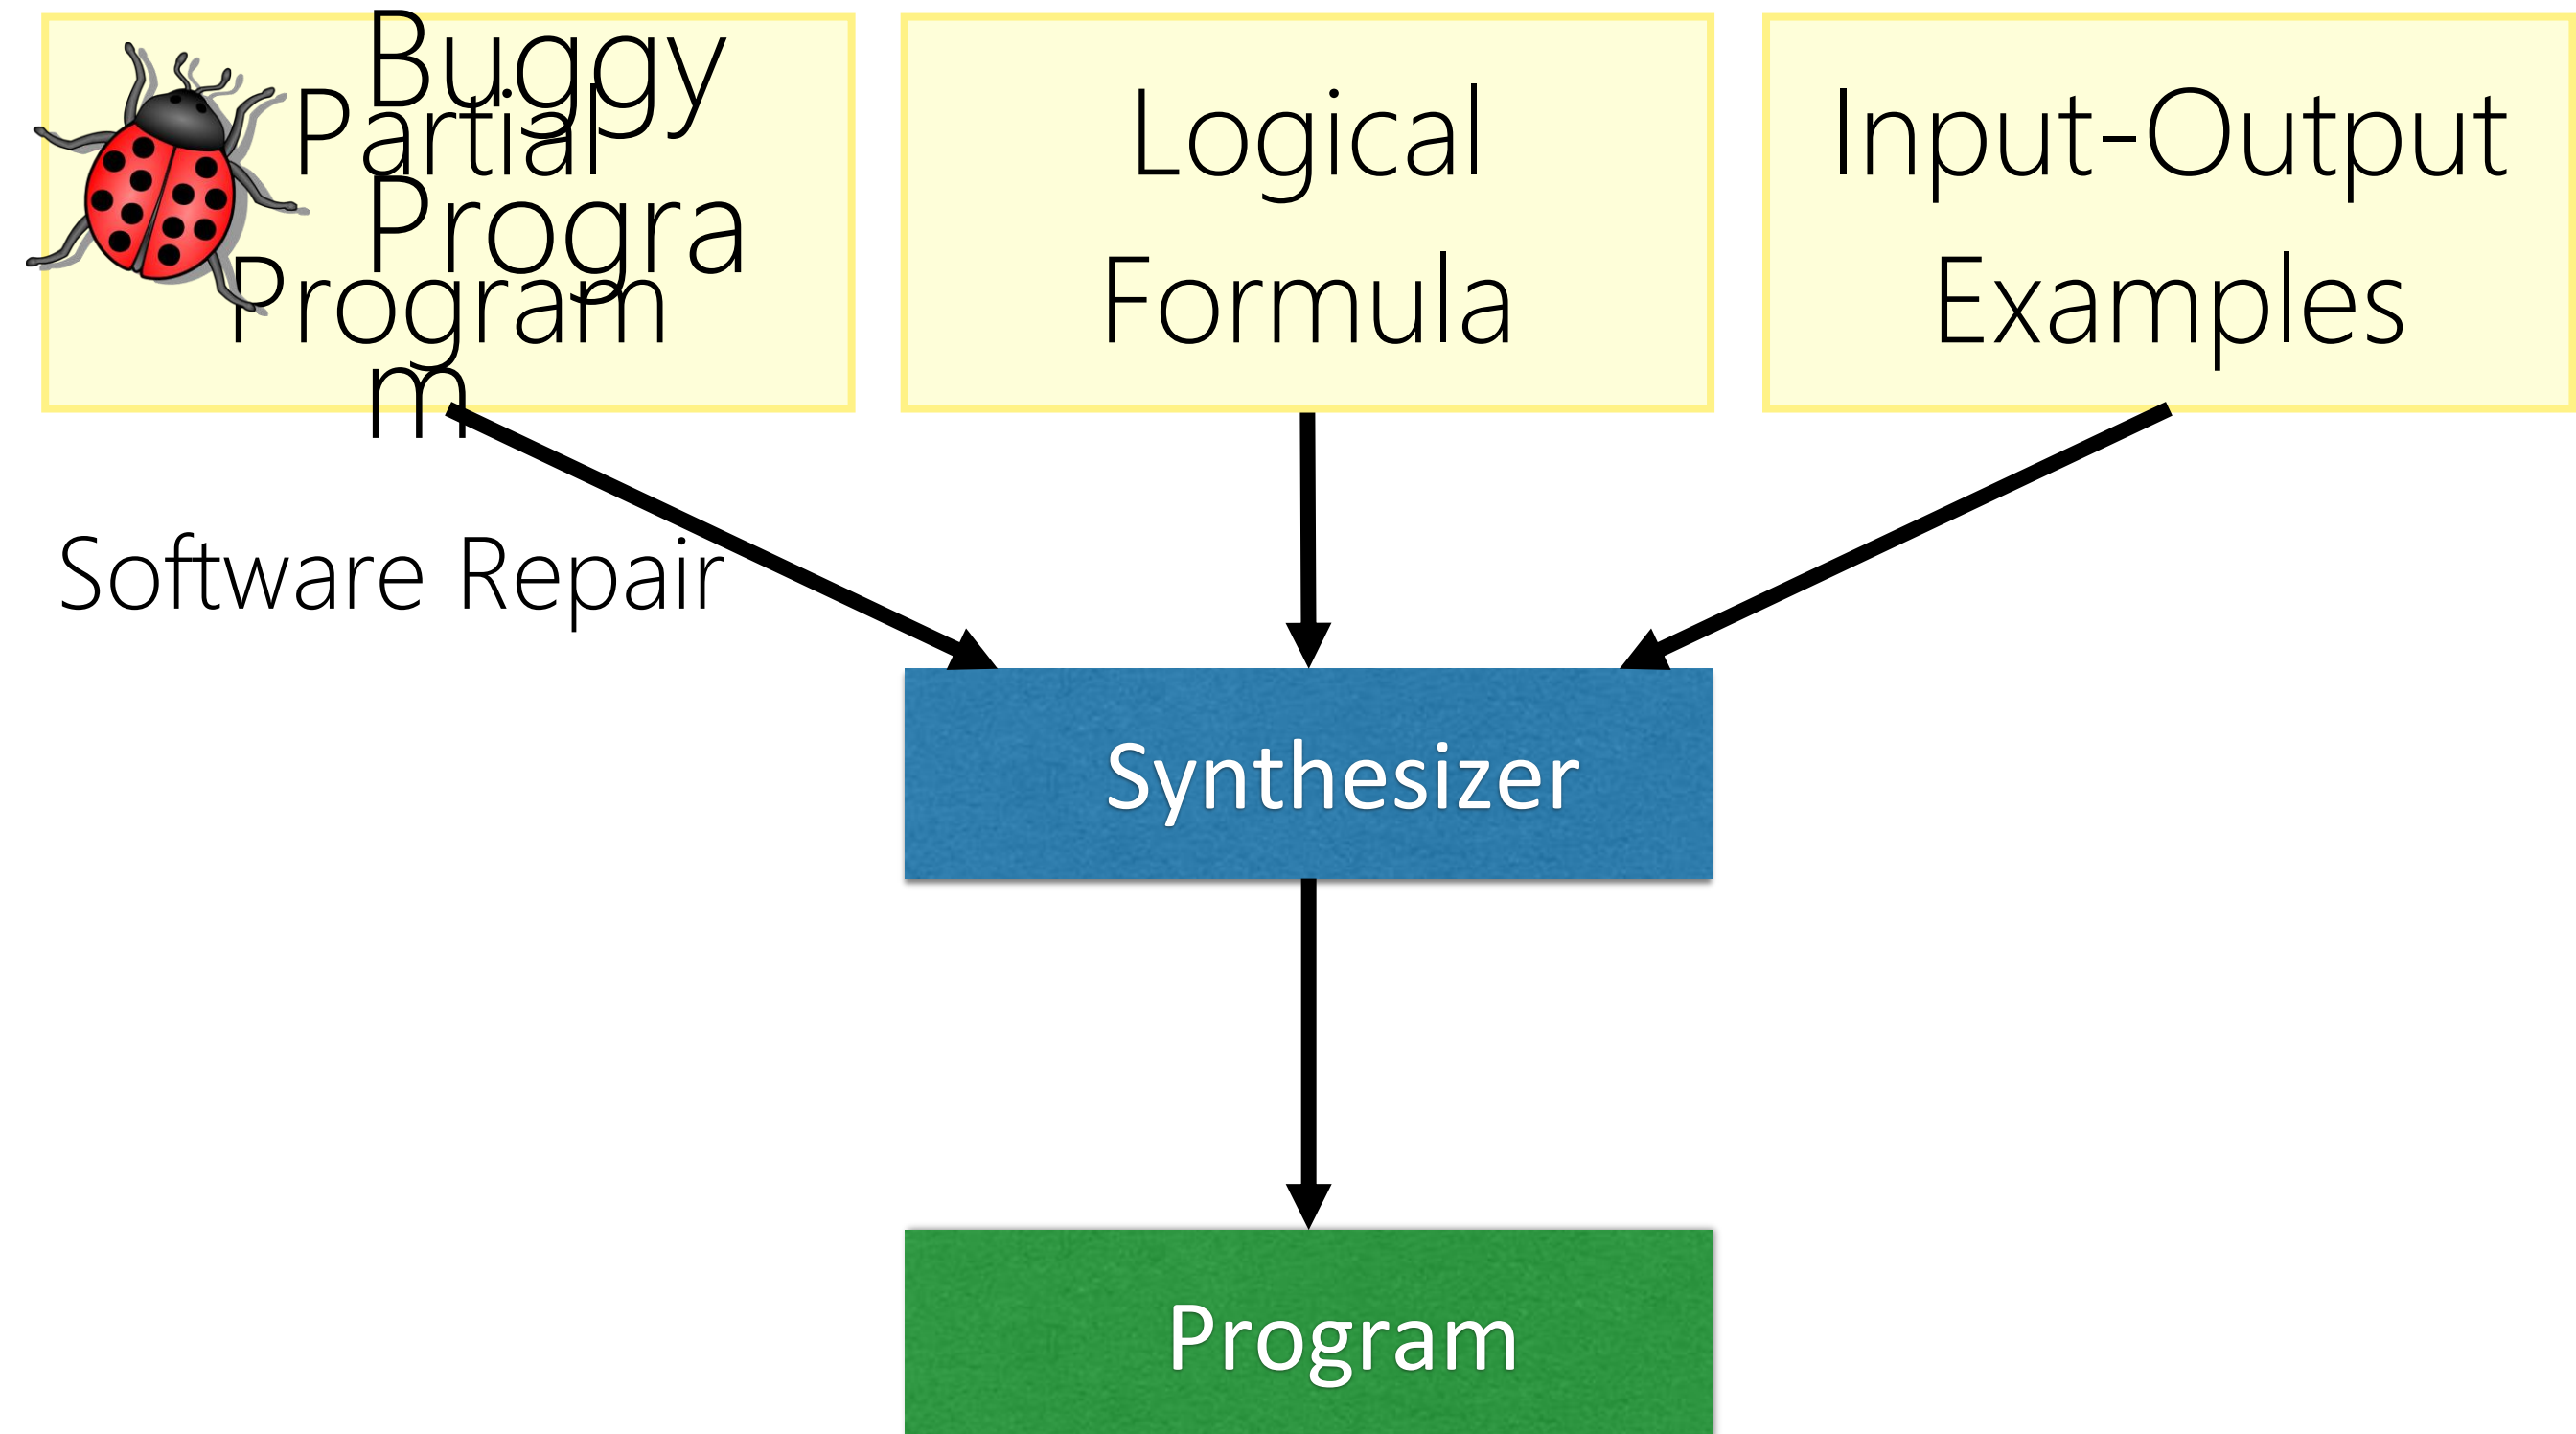 Buggy
Progra
m
Partial
Program
Logical
Formula
Input-Output
Examples
Software Repair
Synthesizer
Program